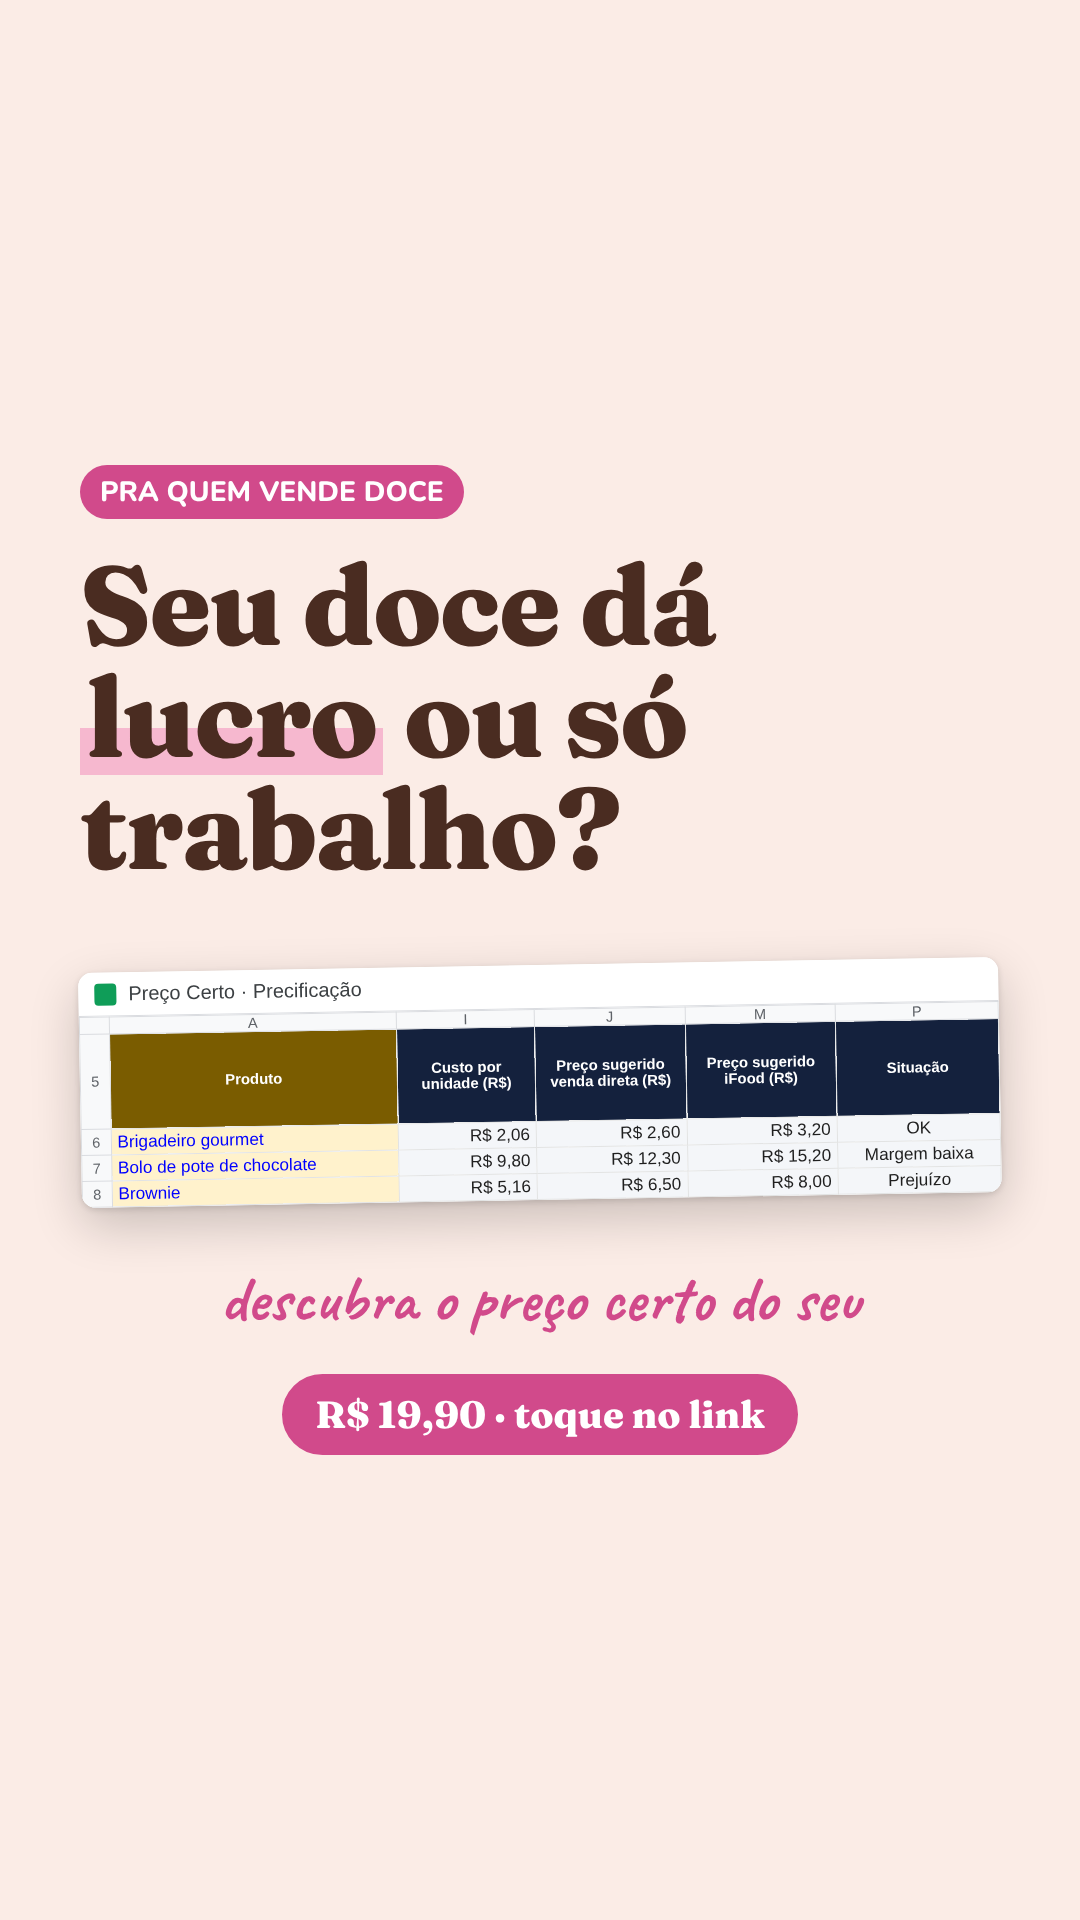 PRA QUEM VENDE DOCE
Seu doce dá
lucro ou só
trabalho?
Preço Certo · Precificação
A I J M P
5 Produto Custo por unidade (R$) Preço sugerido venda direta (R$) Preço sugerido iFood (R$) Situação
6 Brigadeiro gourmet R$ 2,06 R$ 2,60 R$ 3,20 OK
7 Bolo de pote de chocolate R$ 9,80 R$ 12,30 R$ 15,20 Margem baixa
8 Brownie R$ 5,16 R$ 6,50 R$ 8,00 Prejuízo
descubra o preço certo do seu
R$ 19,90 · toque no link